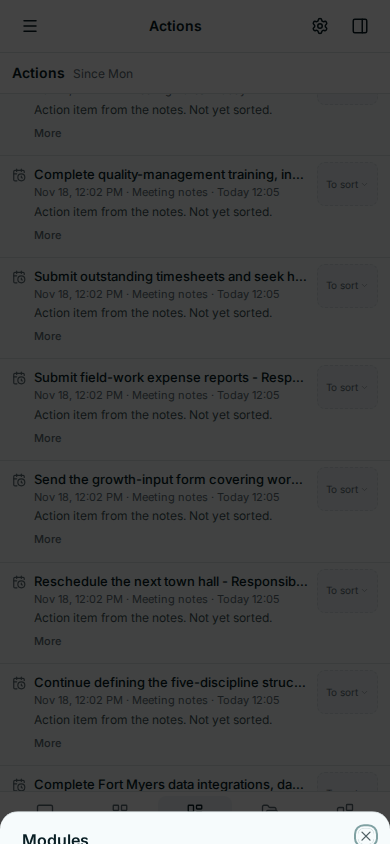 Actions
Actions Since Mon
Action item from the notes. Not yet sorted.
More
Complete quality-management training, in...
Nov 18, 12:02 PM · Meeting notes · Today 12:05
To sort
Action item from the notes. Not yet sorted.
More
Submit outstanding timesheets and seek h...
Nov 18, 12:02 PM · Meeting notes · Today 12:05
To sort
Action item from the notes. Not yet sorted.
More
Submit field-work expense reports - Resp...
Nov 18, 12:02 PM · Meeting notes · Today 12:05
To sort
Action item from the notes. Not yet sorted.
More
Send the growth-input form covering wor...
Nov 18, 12:02 PM · Meeting notes · Today 12:05
To sort
Action item from the notes. Not yet sorted.
More
Reschedule the next town hall - Responsib...
Nov 18, 12:02 PM · Meeting notes · Today 12:05
To sort
Action item from the notes. Not yet sorted.
More
Continue defining the five-discipline struc...
Nov 18, 12:02 PM · Meeting notes · Today 12:05
To sort
Action item from the notes. Not yet sorted.
More
Complete Fort Myers data integrations, da...
To sort
Modules